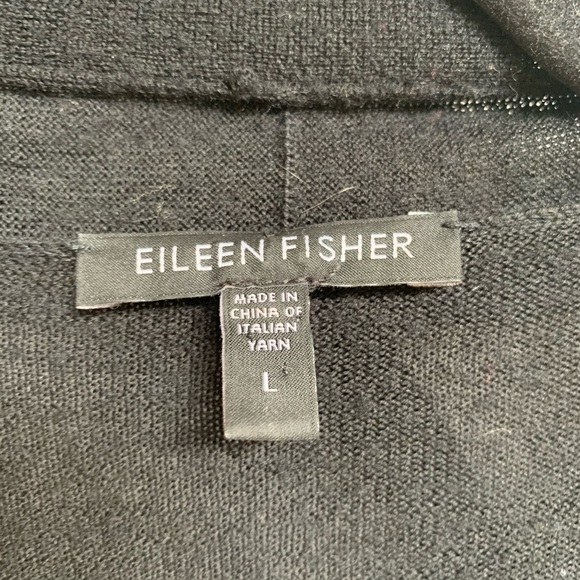 EILEEN FISHER
MADE IN
CHINA OF
ITALIAN
YARN
L